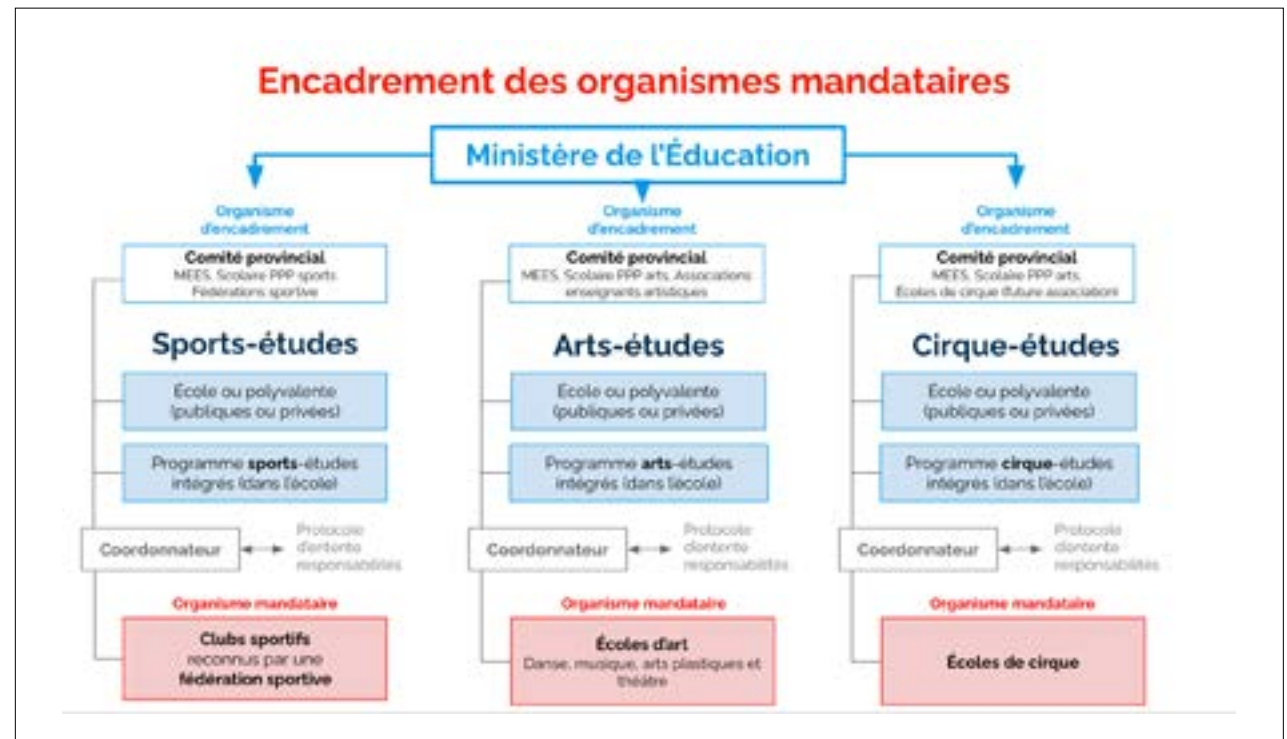 Encadrement des organismes mandataires
Ministère de l'Éducation
Organisme
d'encadrement
Comité provincial
MEES, Scolaire PPP sports
Fédérations sportive
Sports-études
École ou polyvalente
(publiques ou privées)
Programme sports-études
intégrés (dans l'école)
Coordonnateur
Protocole
d'entente
responsabilités
Organisme mandataire
Clubs sportifs
reconnus par une
fédération sportive
Organisme
d'encadrement
Comité provincial
MEES, Scolaire PPP arts, Associations
enseignants artistiques
Arts-études
École ou polyvalente
(publiques ou privées)
Programme arts-études
intégrés (dans l'école)
Coordonnateur
Protocole
d'entente
responsabilités
Organisme mandataire
Écoles d'art
Danse, musique, arts plastiques et
théâtre
Organisme
d'encadrement
Comité provincial
MEES, Scolaire PPP arts,
Écoles de cirque (future association)
Cirque-études
École ou polyvalente
(publiques ou privées)
Programme cirque-études
intégrés (dans l'école)
Coordonnateur
Protocole
d'entente
responsabilités
Organisme mandataire
Écoles de cirque